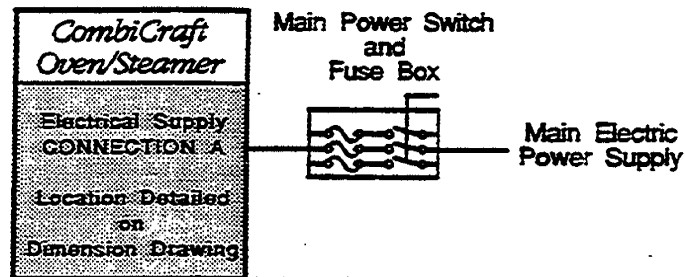 CombiCraft
Oven/Steamer
Electrical Supply
CONNECTION A
Location Detailed
on
Dimension Drawing
Main Power Switch
and
Fuse Box
Main Electric
Power Supply